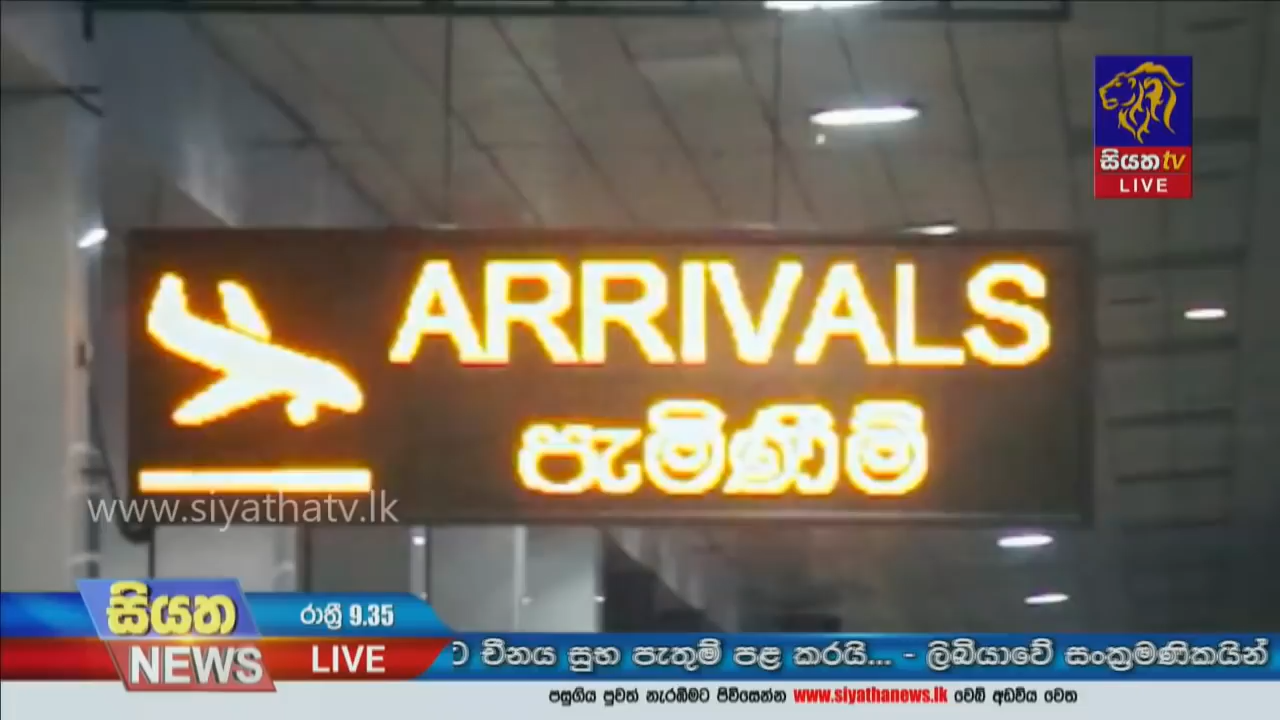 සියත tv
LIVE
ARRIVALS
පැමිණීම්
www.siyathatv.lk
සියත
NEWS
රාත්‍රී 9.35
LIVE
ට චීනය සුභ පැතුම් පළ කරයි... - ලිබියාවේ සංක්‍රමණිකයින්
පසුගිය පුවත් නැරඹීමට පිවිසෙන්න www.siyathanews.lk වෙබ් අඩවිය වෙත